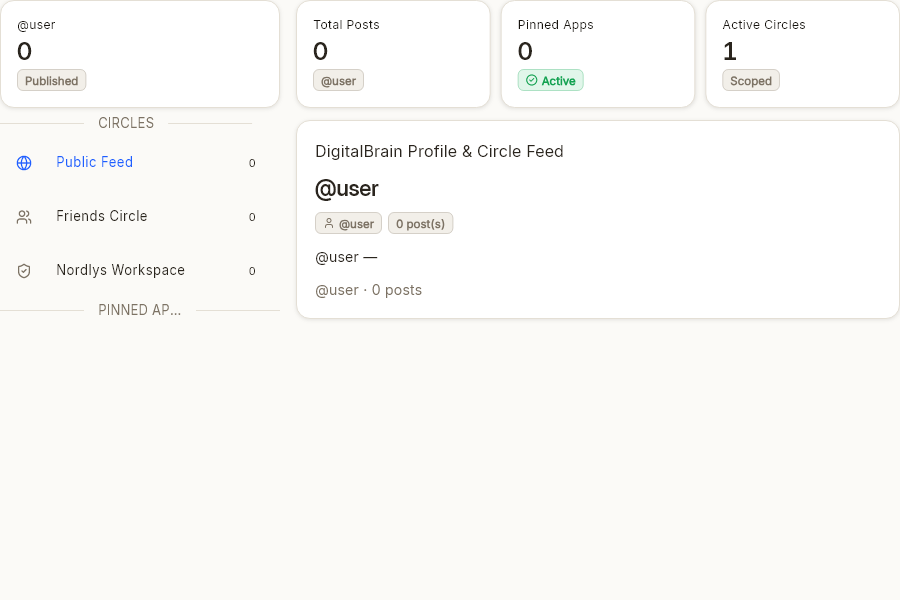 @user
0
Published
Total Posts
0
@user
Pinned Apps
0
Active
Active Circles
1
Scoped
CIRCLES
Public Feed 0
Friends Circle 0
Nordlys Workspace 0
PINNED AP...
DigitalBrain Profile & Circle Feed
@user
@user 0 post(s)
@user —
@user · 0 posts